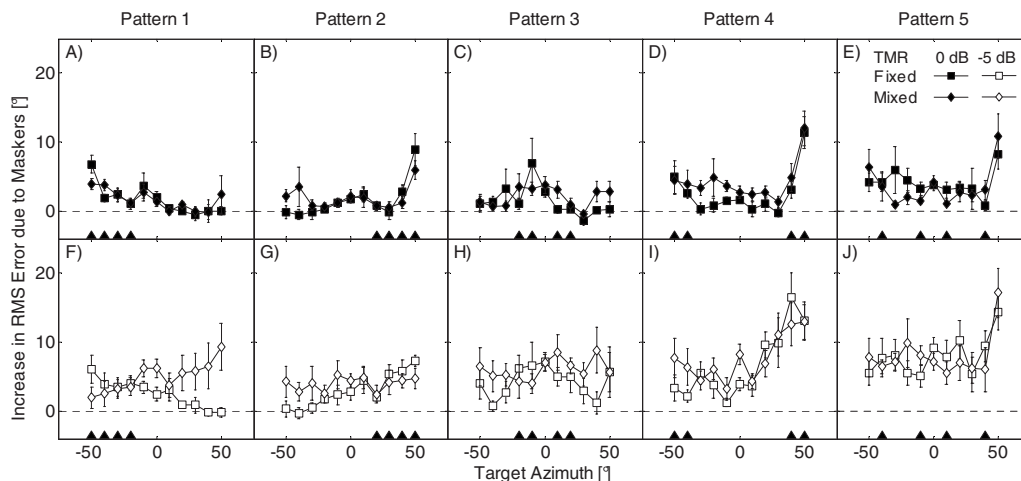 Pattern 1 Pattern 2 Pattern 3 Pattern 4 Pattern 5
A) B) C) D) E)
TMR 0 dB -5 dB
Fixed
Mixed
20
10
0
F) G) H) I) J)
20
10
0
-50 0 50 -50 0 50 -50 0 50 -50 0 50 -50 0 50
Target Azimuth [°]
Increase in RMS Error due to Maskers [°]